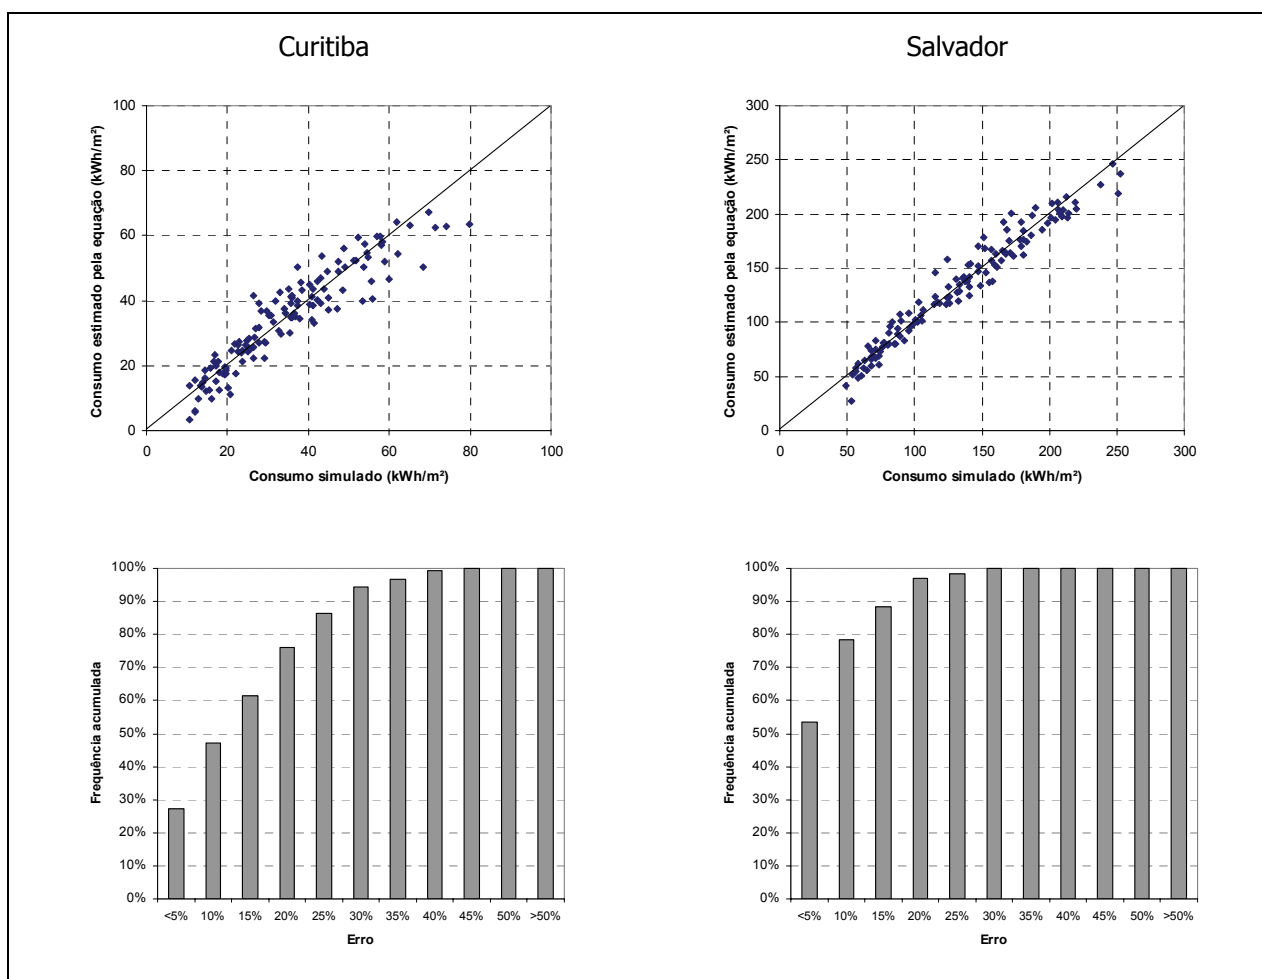 Curitiba
Consumo estimado pela equação (kWh/m²)
100
80
60
40
20
0
0 20 40 60 80 100
Consumo simulado (kWh/m²)
Salvador
Consumo estimado pela equação (kWh/m²)
300
250
200
150
100
50
0
0 50 100 150 200 250 300
Consumo simulado (kWh/m²)
Frequência acumulada
100%
90%
80%
70%
60%
50%
40%
30%
20%
10%
0%
<5% 10% 15% 20% 25% 30% 35% 40% 45% 50% >50%
Erro
Frequência acumulada
100%
90%
80%
70%
60%
50%
40%
30%
20%
10%
0%
<5% 10% 15% 20% 25% 30% 35% 40% 45% 50% >50%
Erro